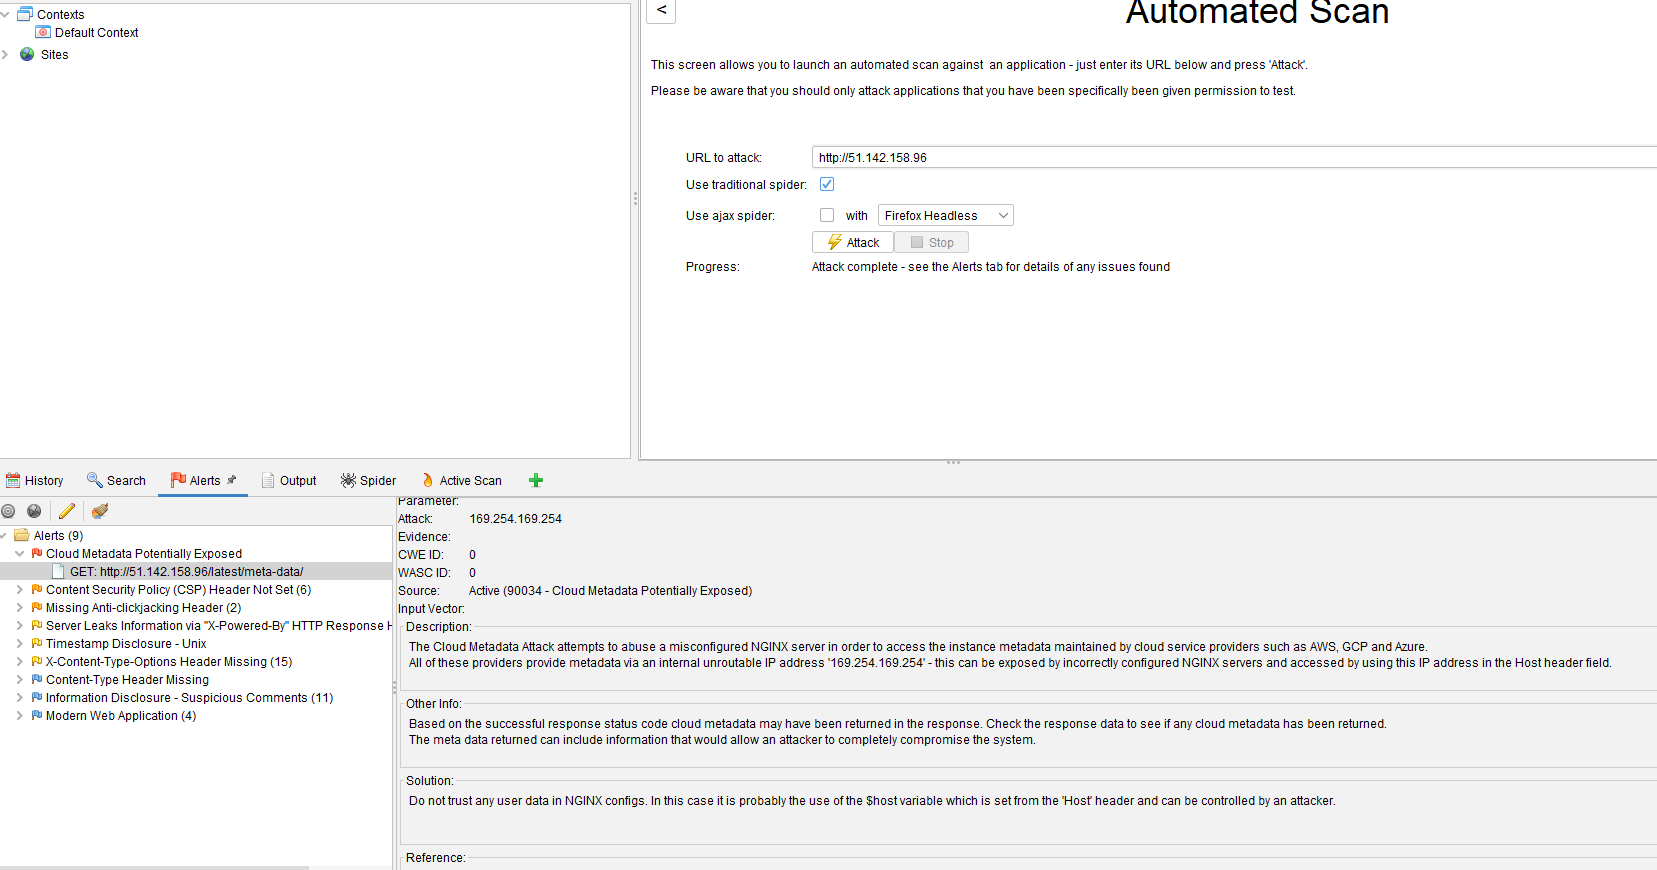 Contexts
Default Context
Sites
<
Automated Scan
This screen allows you to launch an automated scan against  an application - just enter its URL below and press 'Attack'.
Please be aware that you should only attack applications that you have been specifically been given permission to test.
URL to attack: http://51.142.158.96
Use traditional spider:
Use ajax spider: with Firefox Headless
Attack Stop
Progress: Attack complete - see the Alerts tab for details of any issues found
History Search Alerts Output Spider Active Scan
Alerts (9)
Cloud Metadata Potentially Exposed
GET: http://51.142.158.96/latest/meta-data/
Content Security Policy (CSP) Header Not Set (6)
Missing Anti-clickjacking Header (2)
Server Leaks Information via "X-Powered-By" HTTP Response H
Timestamp Disclosure - Unix
X-Content-Type-Options Header Missing (15)
Content-Type Header Missing
Information Disclosure - Suspicious Comments (11)
Modern Web Application (4)
Parameter:
Attack: 169.254.169.254
Evidence:
CWE ID: 0
WASC ID: 0
Source: Active (90034 - Cloud Metadata Potentially Exposed)
Input Vector:
Description:
The Cloud Metadata Attack attempts to abuse a misconfigured NGINX server in order to access the instance metadata maintained by cloud service providers such as AWS, GCP and Azure.
All of these providers provide metadata via an internal unroutable IP address '169.254.169.254' - this can be exposed by incorrectly configured NGINX servers and accessed by using this IP address in the Host header field.
Other Info:
Based on the successful response status code cloud metadata may have been returned in the response. Check the response data to see if any cloud metadata has been returned.
The meta data returned can include information that would allow an attacker to completely compromise the system.
Solution:
Do not trust any user data in NGINX configs. In this case it is probably the use of the $host variable which is set from the 'Host' header and can be controlled by an attacker.
Reference: